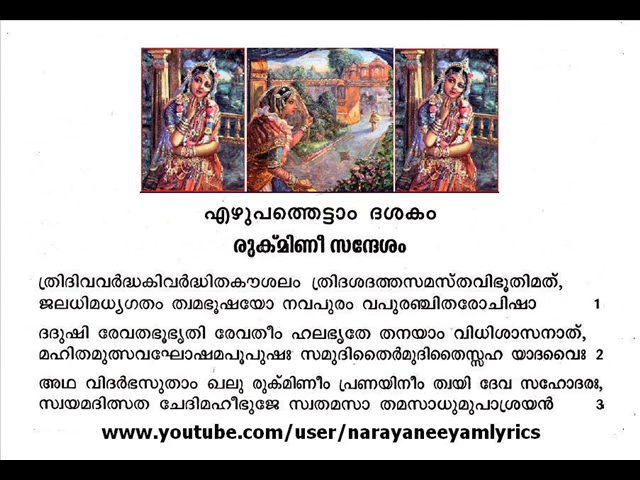 എഴുപത്തെട്ടാം ദശകം
രുക്മിണീ സന്ദേശം
ത്രിദിവവർദ്ധകിവർദ്ധിതകൗശലം ത്രിദശദത്തസമസ്തവിഭൂതിമത്,
ജലധിമധ്യഗതം ത്വമഭൂഷയോ നവപുരം വപുരഞ്ചിതരോചിഷാ 1
ദദുഷി രേവതഭൂഭൃതി രേവതീം ഹലഭൃതേ തനയാം വിധിശാസനാത്,
മഹിതമുത്സവഘോഷമപൂപുഷഃ സമുദിതൈർമുദിതൈസ്സഹ യാദവൈഃ 2
അഥ വിദർഭസുതാം ഖലു രുക്മിണീം പ്രണയിനീം ത്വയി ദേവ സഹോദരഃ,
സ്വയമദിത്സത ചേദിമഹീഭുജേ സ്വതമസാ തമസാധുമുപാശ്രയൻ 3
www.youtube.com/user/narayaneeyamlyrics